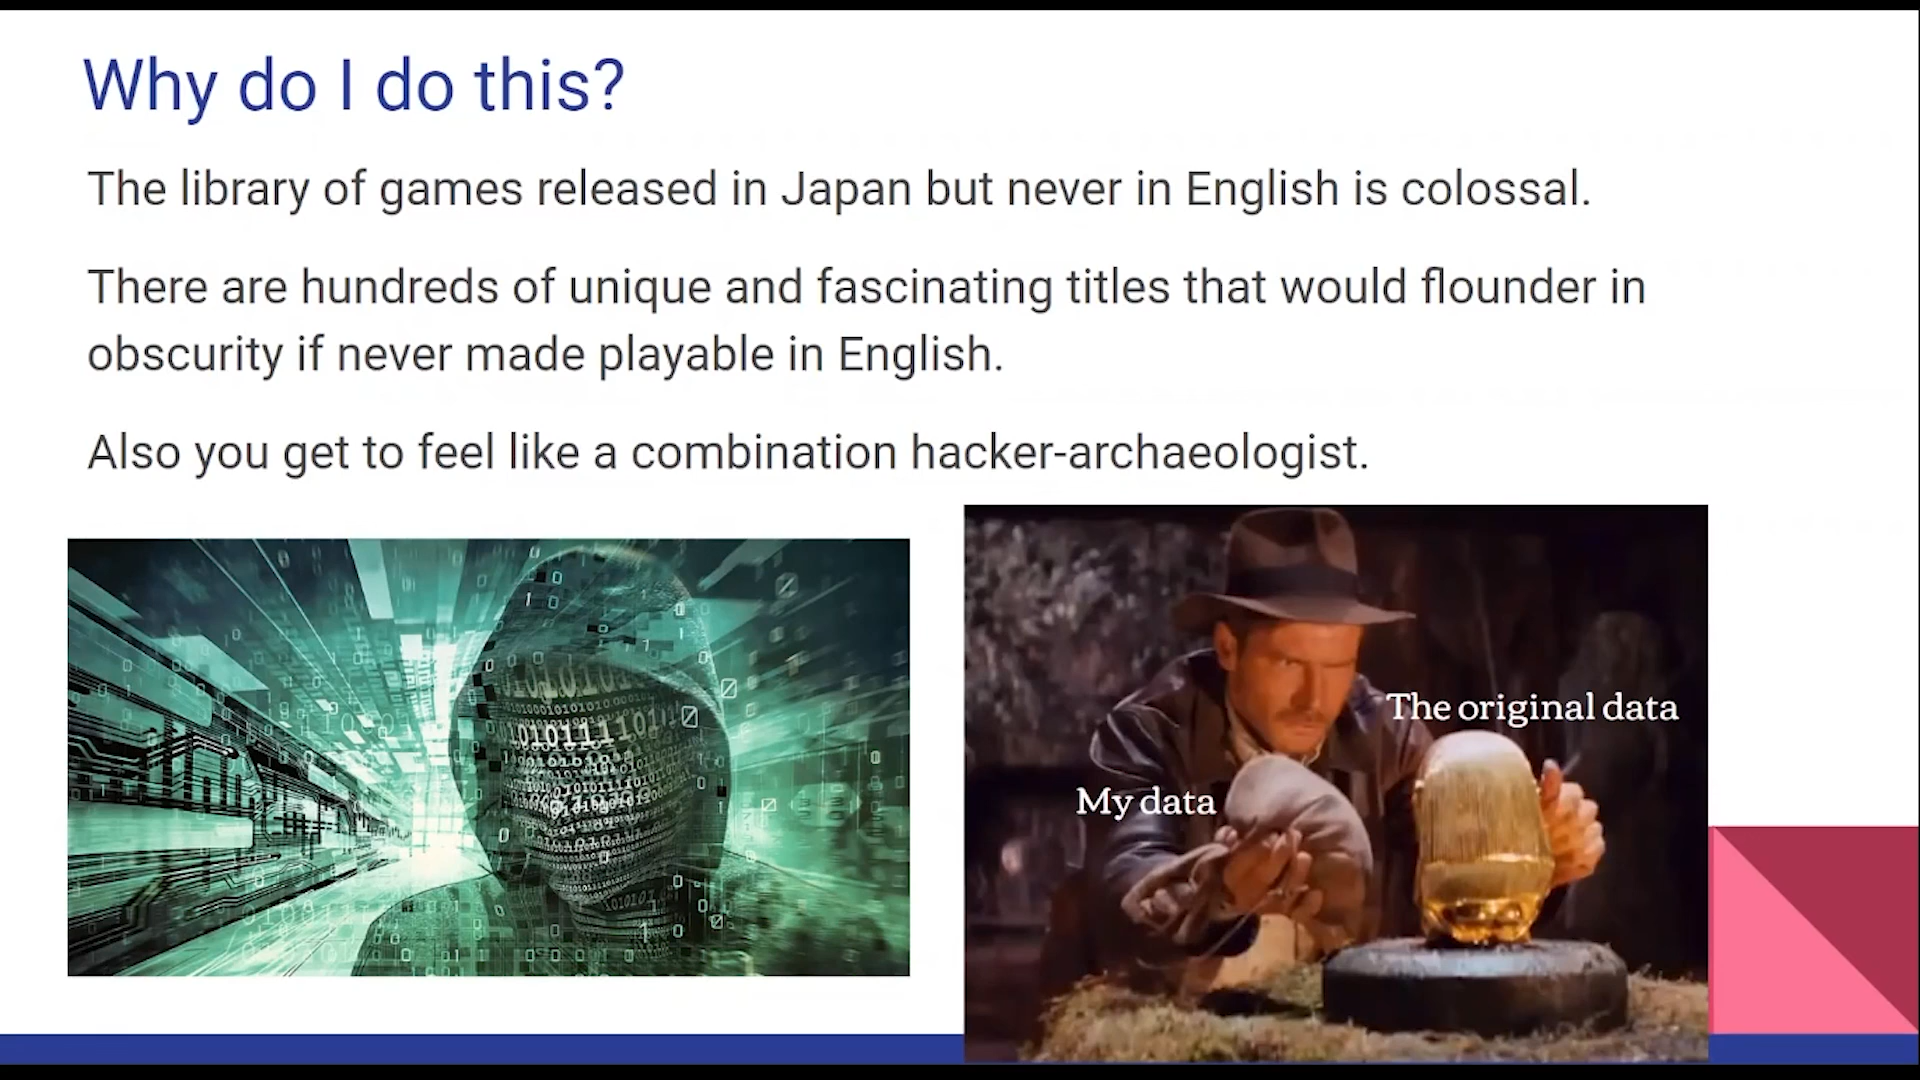 Why do I do this?
The library of games released in Japan but never in English is colossal.
There are hundreds of unique and fascinating titles that would flounder in
obscurity if never made playable in English.
Also you get to feel like a combination hacker-archaeologist.
The original data
My data